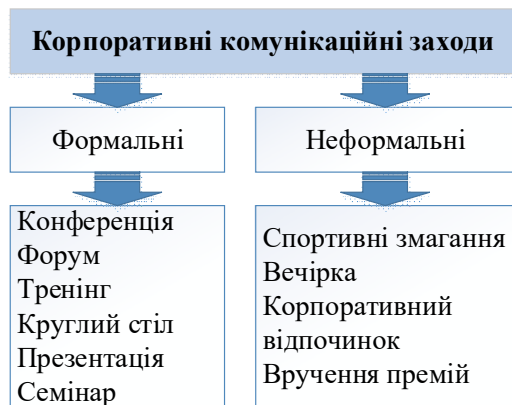 Корпоративні комунікаційні заходи
Формальні
Неформальні
Конференція
Форум
Тренінг
Круглий стіл
Презентація
Семінар
Спортивні змагання
Вечірка
Корпоративний
відпочинок
Вручення премій